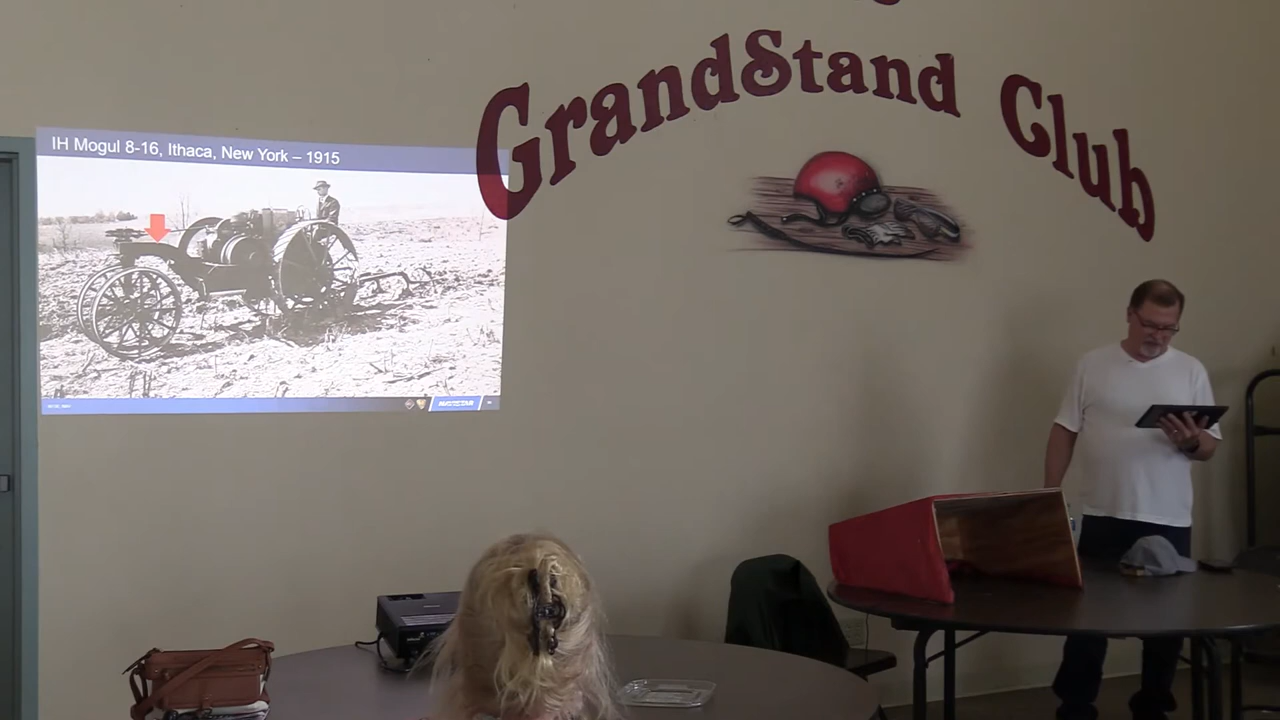 GrandStand Club
IH Mogul 8-16, Ithaca, New York – 1915
NAVISTAR